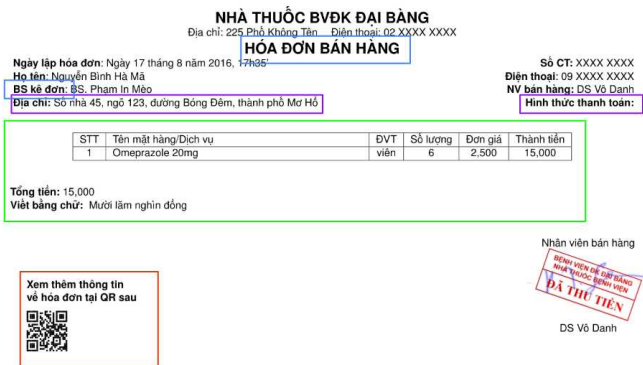 NHÀ THUỐC BVĐK ĐẠI BÀNG
Địa chỉ: 225 Phố Không Tên Điện thoại: 02 XXXX XXXX
HÓA ĐƠN BÁN HÀNG
Ngày lập hóa đơn: Ngày 17 tháng 8 năm 2016, 17h35' Số CT: XXXX XXXX
Họ tên: Nguyễn Bình Hà Mã Điện thoại: 09 XXXX XXXX
BS kê đơn: BS. Phạm In Mèo NV bán hàng: DS Vô Danh
Địa chỉ: Số nhà 45, ngõ 123, đường Bóng Đêm, thành phố Mơ Hồ Hình thức thanh toán:
STT Tên mặt hàng/Dịch vụ ĐVT Số lượng Đơn giá Thành tiền
1 Omeprazole 20mg viên 6 2,500 15,000
Tổng tiền: 15,000
Viết bằng chữ: Mười lăm nghìn đồng
Nhân viên bán hàng
BỆNH VIỆN ĐK ĐẠI BÀNG
NHÀ THUỐC BỆNH VIỆN
ĐÃ THU TIỀN
DS Vô Danh
Xem thêm thông tin
về hóa đơn tại QR sau